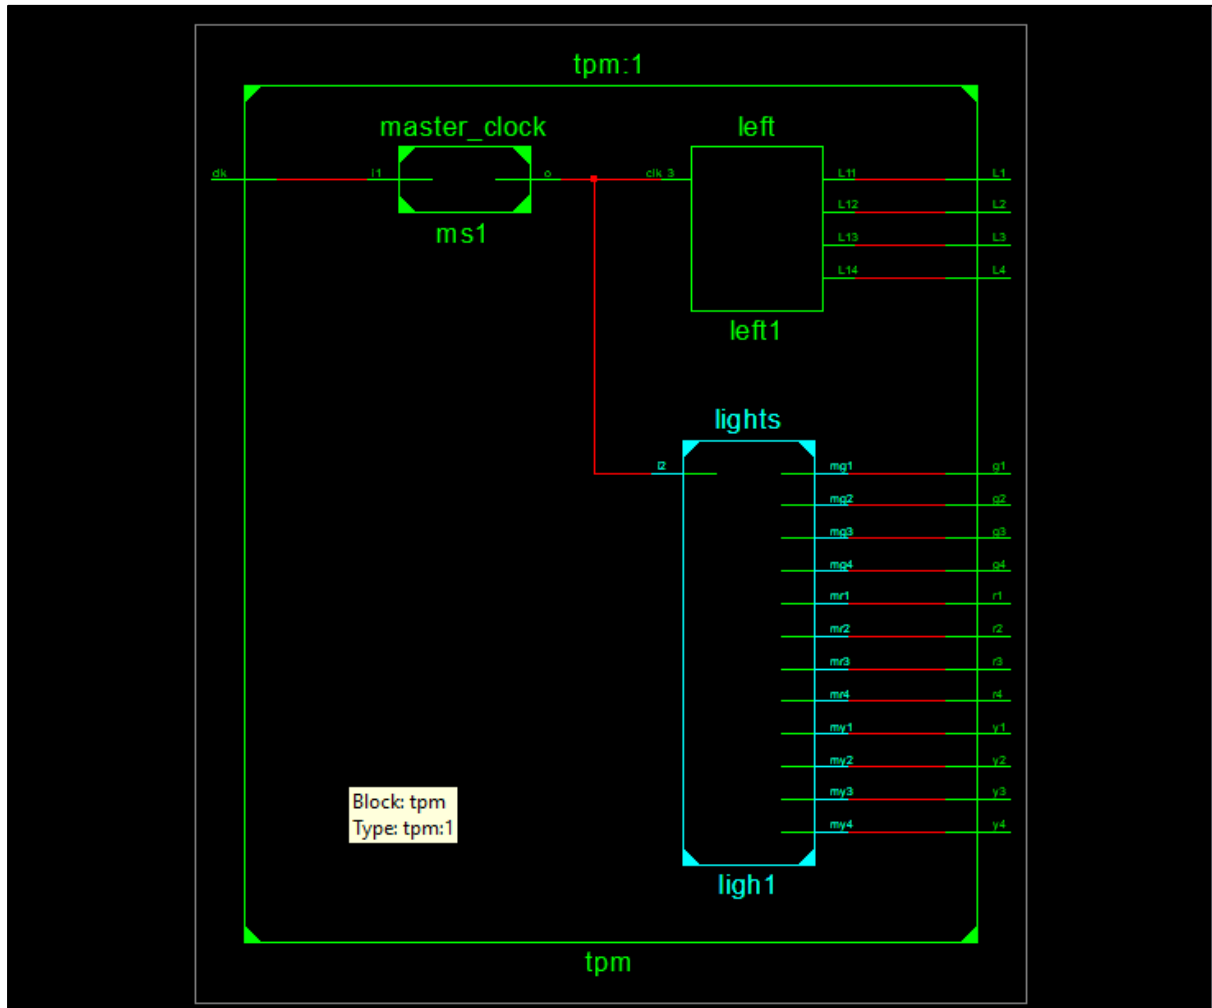 tpm:1
master_clock
left
clk
i1
o
clk_3
L11
L1
L12
L2
ms1
L13
L3
L14
L4
left1
lights
i2
mg1
g1
mg2
g2
mg3
g3
mg4
g4
mr1
r1
mr2
r2
mr3
r3
mr4
r4
my1
y1
my2
y2
my3
y3
my4
y4
Block: tpm
Type: tpm:1
ligh1
tpm